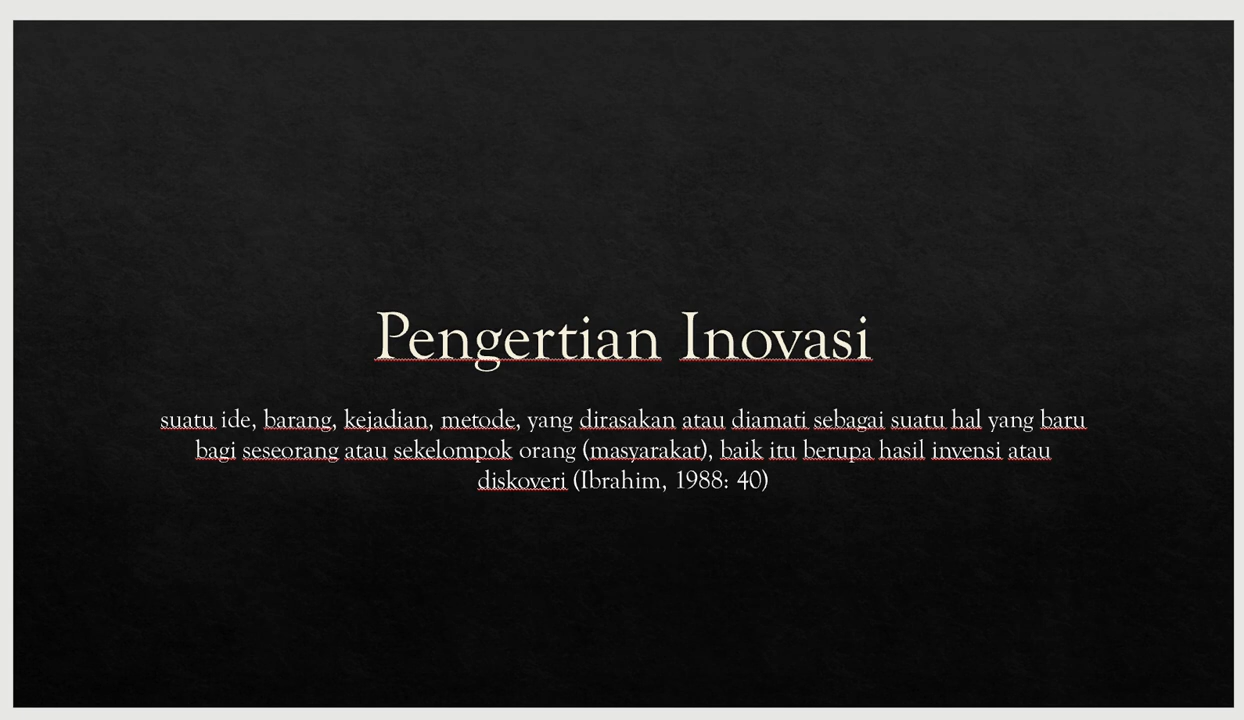 Pengertian Inovasi
suatu ide, barang, kejadian, metode, yang dirasakan atau diamati sebagai suatu hal yang baru
bagi seseorang atau sekelompok orang (masyarakat), baik itu berupa hasil invensi atau
diskoveri (Ibrahim, 1988: 40)